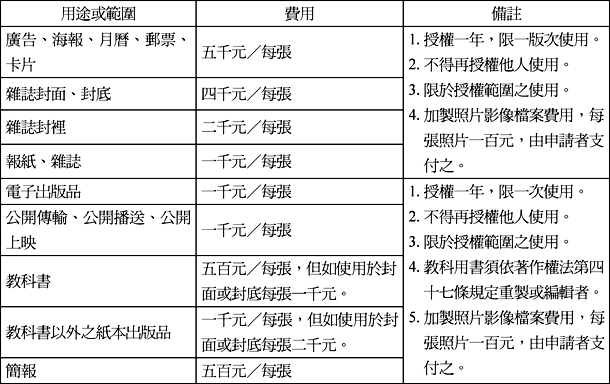 用途或範圍
費用
備註
廣告、海報、月曆、郵票、
卡片
五千元／每張
雜誌封面、封底
四千元／每張
雜誌封裡
二千元／每張
報紙、雜誌
一千元／每張
1. 授權一年，限一版次使用。
2. 不得再授權他人使用。
3. 限於授權範圍之使用。
4. 加製照片影像檔案費用，每
張照片一百元，由申請者支
付之。
電子出版品
一千元／每張
公開傳輸、公開播送、公開
上映
一千元／每張
教科書
五百元／每張，但如使用於封
面或封底每張一千元。
教科書以外之紙本出版品
一千元／每張，但如使用於封
面或封底每張二千元。
簡報
五百元／每張
1. 授權一年，限一次使用。
2. 不得再授權他人使用。
3. 限於授權範圍之使用。
4. 教科用書須依著作權法第四
十七條規定重製或編輯者。
5. 加製照片影像檔案費用，每
張照片一百元，由申請者支
付之。